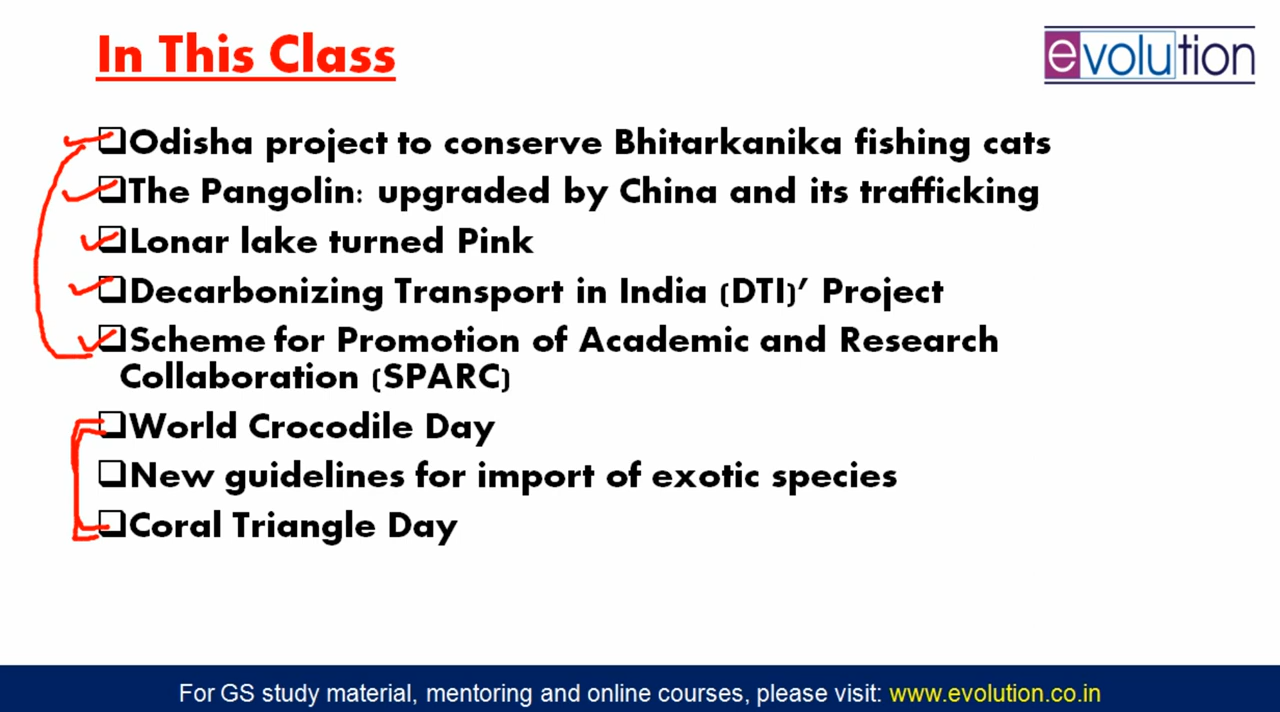 In This Class
evolution
Odisha project to conserve Bhitarkanika fishing cats
The Pangolin: upgraded by China and its trafficking
Lonar lake turned Pink
Decarbonizing Transport in India (DTI)’ Project
Scheme for Promotion of Academic and Research
Collaboration (SPARC)
World Crocodile Day
New guidelines for import of exotic species
Coral Triangle Day
For GS study material, mentoring and online courses, please visit: www.evolution.co.in